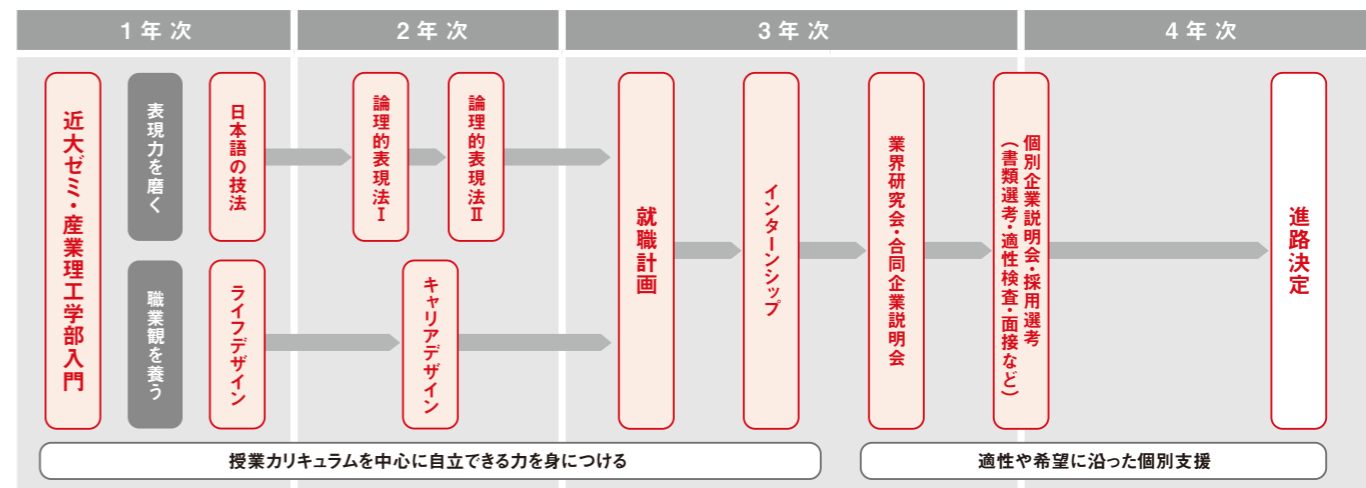 1年次
2年次
3年次
4年次
近大ゼミ・産業理工学部入門
表現力を磨く
日本語の技法
論理的表現法Ⅰ
論理的表現法Ⅱ
職業観を養う
ライフデザイン
キャリアデザイン
就職計画
インターンシップ
業界研究会・合同企業説明会
個別企業説明会・採用選考
(書類選考・適性検査・面接など)
進路決定
授業カリキュラムを中心に自立できる力を身につける
適性や希望に沿った個別支援